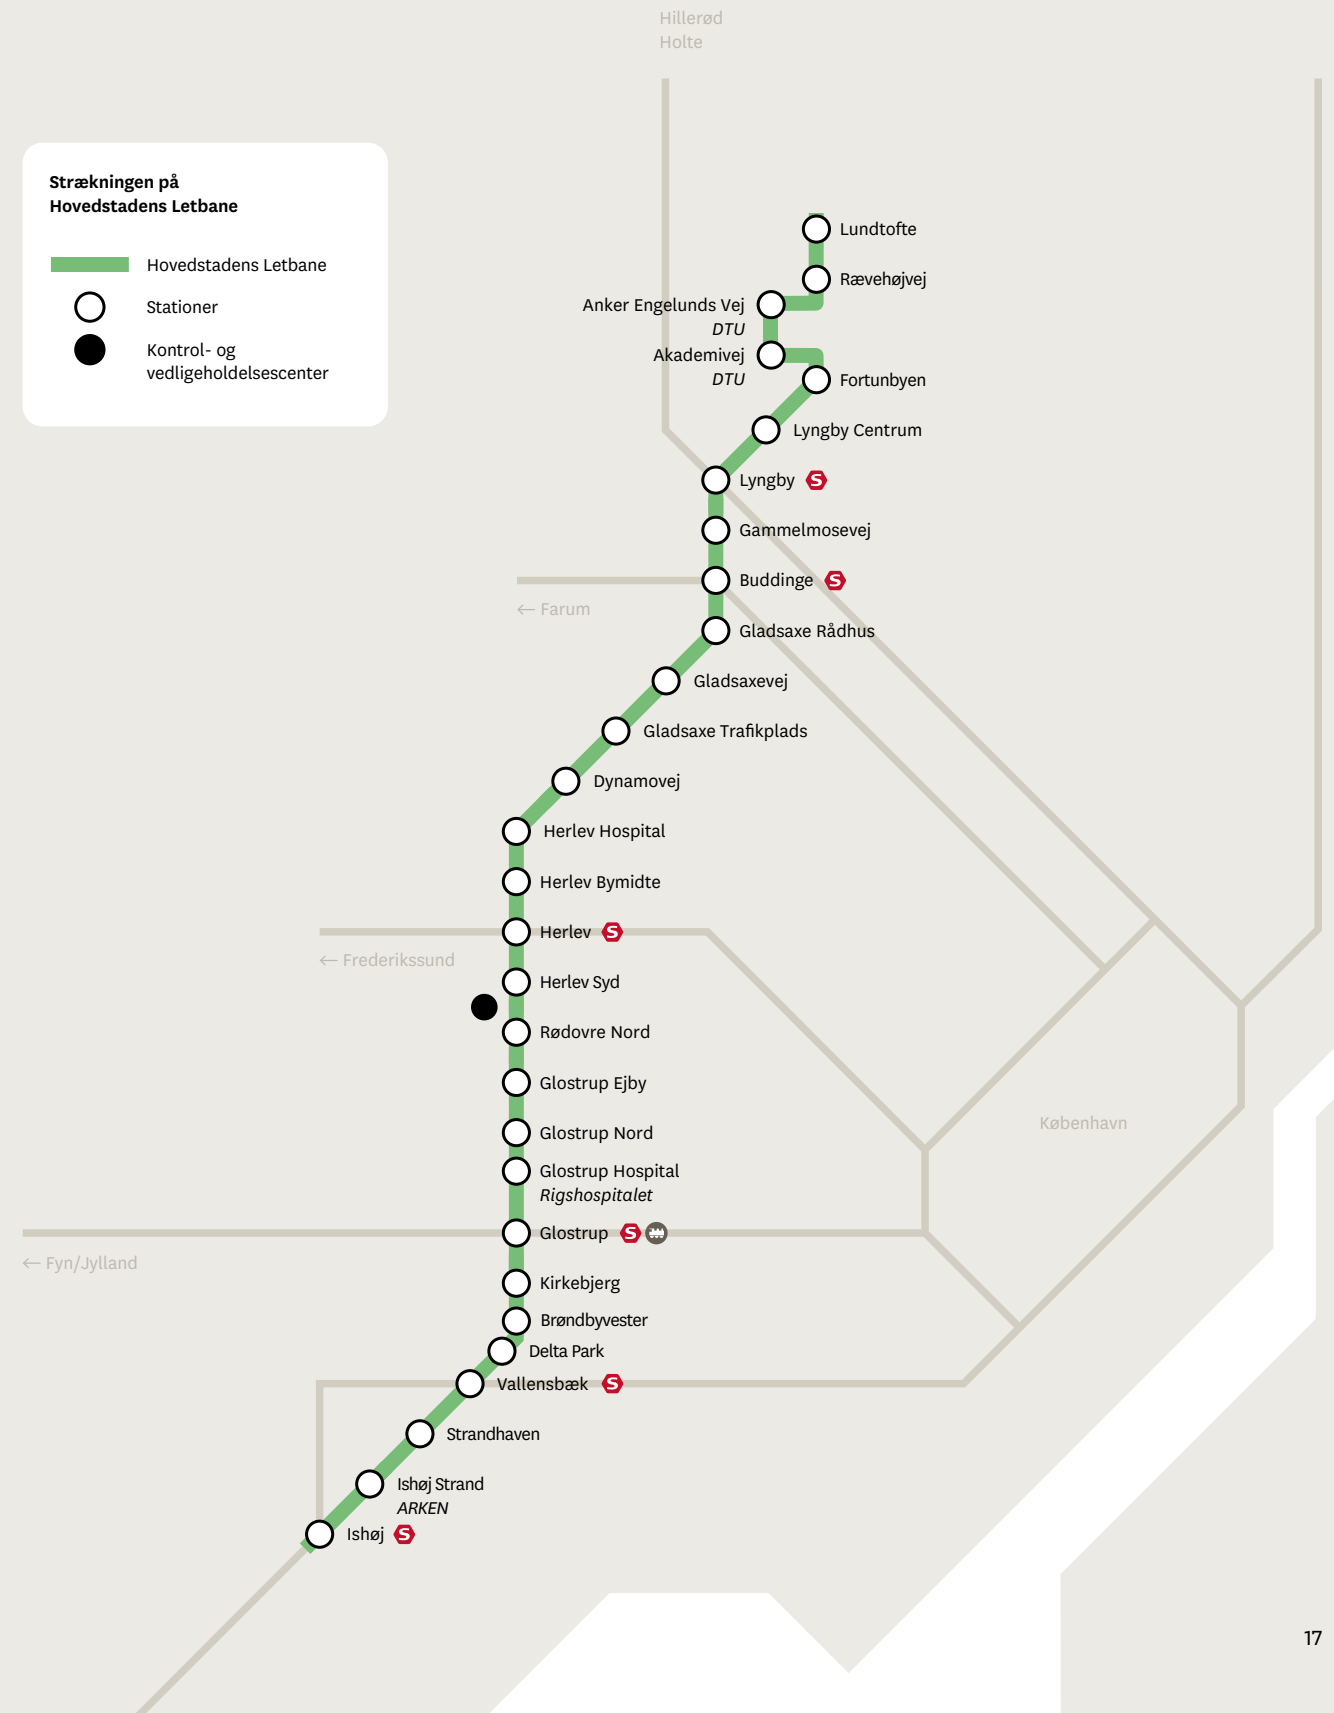 Hillerød
Holte
Strækningen på
Hovedstadens Letbane
Hovedstadens Letbane
Stationer
Kontrol- og
vedligeholdelsescenter
Lundtofte
Rævehøjvej
Anker Engelunds Vej
DTU
Akademivej
DTU
Fortunbyen
Lyngby Centrum
Lyngby S
Gammelmosevej
Buddinge S
← Farum
Gladsaxe Rådhus
Gladsaxevej
Gladsaxe Trafikplads
Dynamovej
Herlev Hospital
Herlev Bymidte
Herlev S
← Frederikssund
Herlev Syd
Rødovre Nord
Glostrup Ejby
København
Glostrup Nord
Glostrup Hospital
Rigshospitalet
Glostrup S
← Fyn/Jylland
Kirkebjerg
Brøndbyvester
Delta Park
Vallensbæk S
Strandhaven
Ishøj Strand
ARKEN
Ishøj S
17